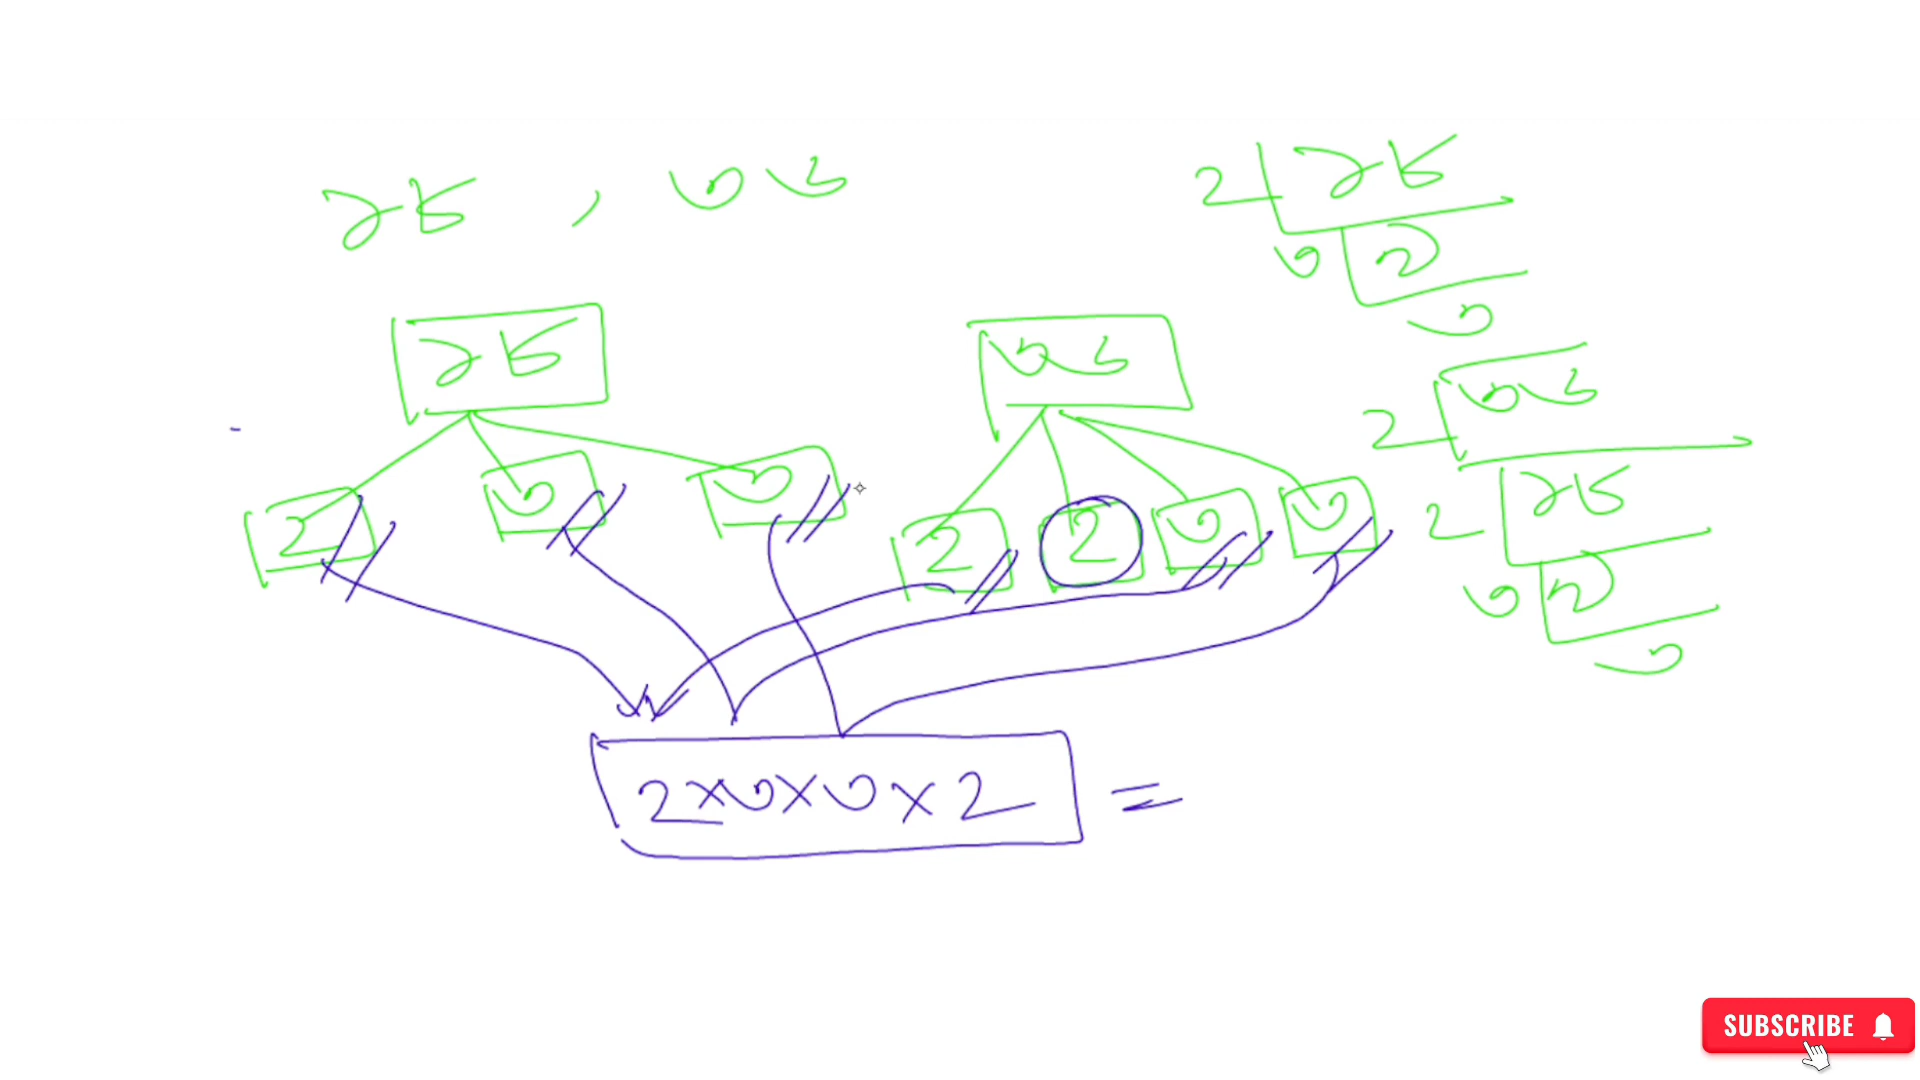 ১৮ , ৩৬
২ ১৮
৩ ৯
৩
১৮
৩৬
২ ৩৬
২ ১৮
৩ ৯
৩
২ ৩ ৩
২ ২ ৩ ৩
২×৩×৩×২ =
SUBSCRIBE